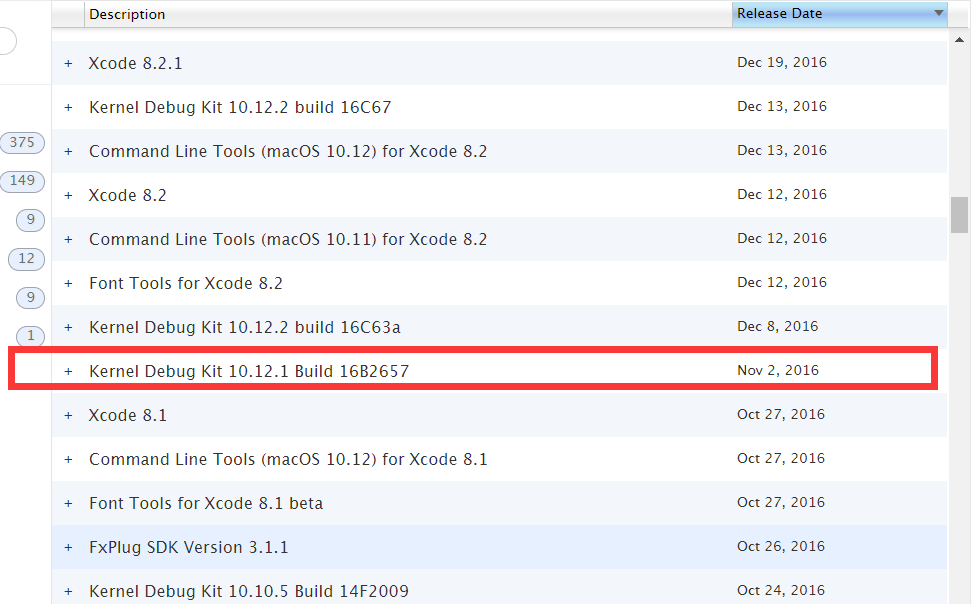 Description Release Date
+ Xcode 8.2.1 Dec 19, 2016
+ Kernel Debug Kit 10.12.2 build 16C67 Dec 13, 2016
375
+ Command Line Tools (macOS 10.12) for Xcode 8.2 Dec 13, 2016
149
+ Xcode 8.2 Dec 12, 2016
9
+ Command Line Tools (macOS 10.11) for Xcode 8.2 Dec 12, 2016
12
+ Font Tools for Xcode 8.2 Dec 12, 2016
9
+ Kernel Debug Kit 10.12.2 build 16C63a Dec 8, 2016
1
+ Kernel Debug Kit 10.12.1 Build 16B2657 Nov 2, 2016
+ Xcode 8.1 Oct 27, 2016
+ Command Line Tools (macOS 10.12) for Xcode 8.1 Oct 27, 2016
+ Font Tools for Xcode 8.1 beta Oct 27, 2016
+ FxPlug SDK Version 3.1.1 Oct 26, 2016
+ Kernel Debug Kit 10.10.5 Build 14F2009 Oct 24, 2016